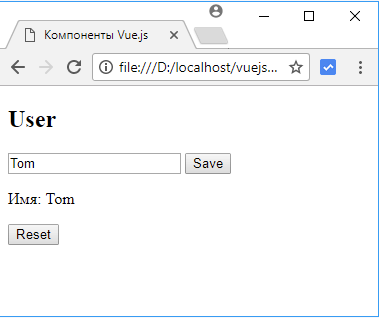 Компоненты Vue.js
file:///D:/localhost/vuejs...
User
Tom Save
Имя: Tom
Reset